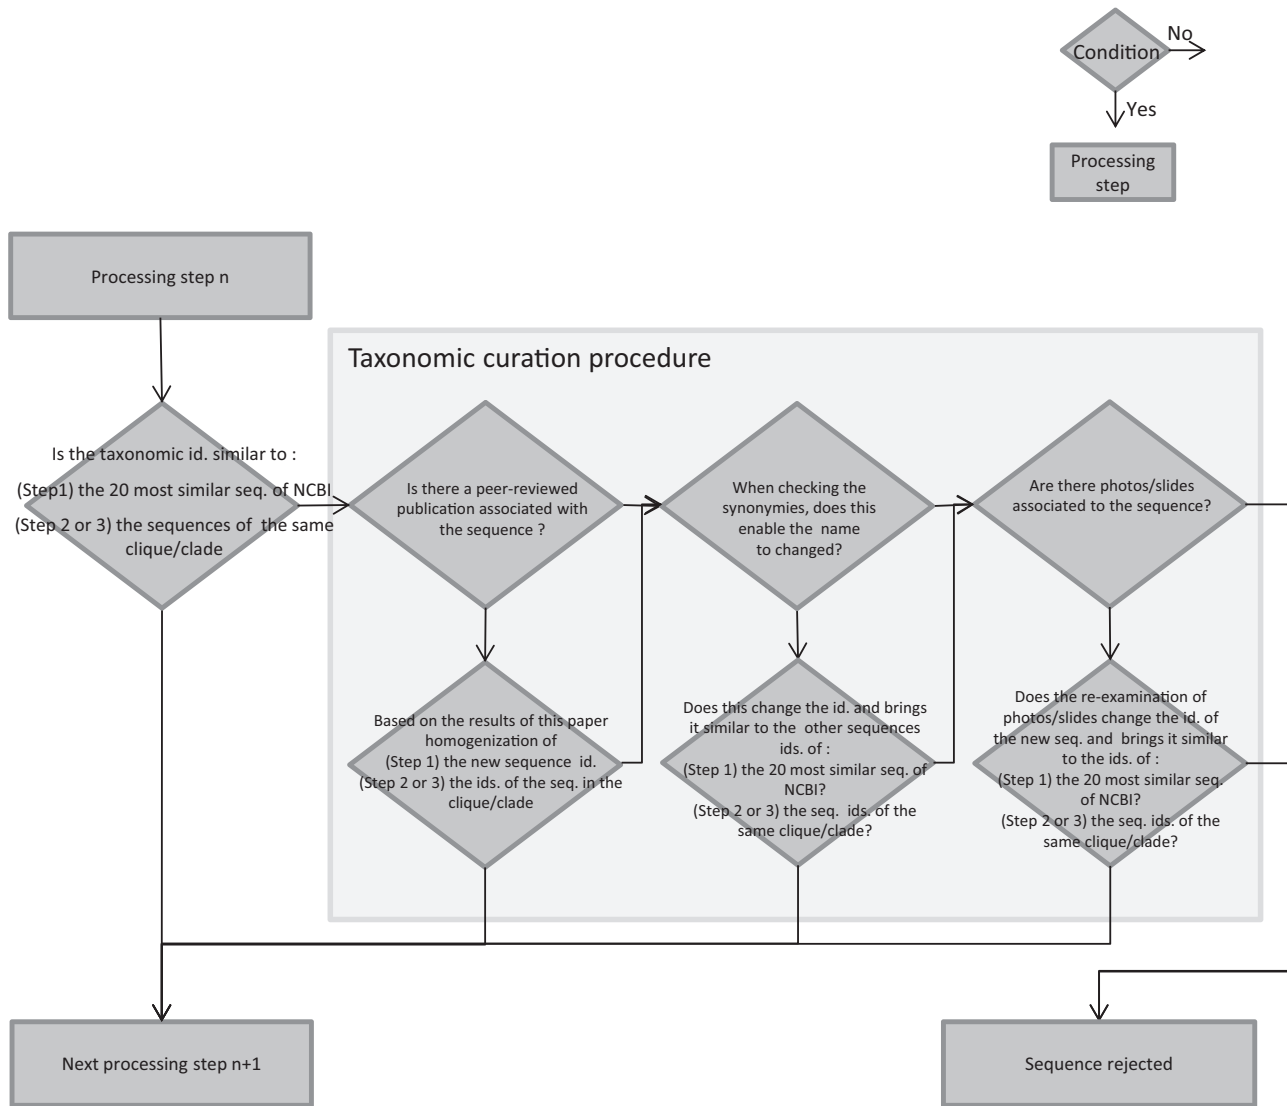 No
Condition
Yes
Processing
step
Processing step n
Taxonomic curation procedure
Is the taxonomic id. similar to :
(Step1) the 20 most similar seq. of NCBI
(Step 2 or 3) the sequences of the same
clique/clade
Is there a peer-reviewed
publication associated with
the sequence ?
When checking the
synonymies, does this
enable the name
to changed?
Are there photos/slides
associated to the sequence?
Based on the results of this paper
homogenization of
(Step 1) the new sequence id.
(Step 2 or 3) the ids. of the seq. in the
clique/clade
Does this change the id. and brings
it similar to the other sequences
ids. of :
(Step 1) the 20 most similar seq. of
NCBI?
(Step 2 or 3) the seq. ids. of the
same clique/clade?
Does the re-examination of
photos/slides change the id. of
the new seq. and brings it similar
to the ids. of :
(Step 1) the 20 most similar seq.
of NCBI?
(Step 2 or 3) the seq. ids. of the
same clique/clade?
Next processing step n+1
Sequence rejected